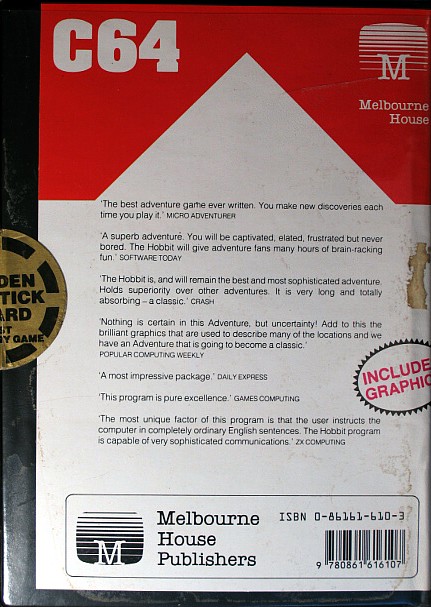 C64
M
Melbourne
House
'The best adventure game ever written. You make new discoveries each
time you play it.' MICRO ADVENTURER
'A superb adventure. You will be captivated, elated, frustrated but never
bored. The Hobbit will give adventure fans many hours of brain-racking
fun.' SOFTWARE TODAY
'The Hobbit is, and will remain the best and most sophisticated adventure.
Holds superiority over other adventures. It is very long and totally
absorbing – a classic.' CRASH
'Nothing is certain in this Adventure, but uncertainty! Add to this the
brilliant graphics that are used to describe many of the locations and we
have an Adventure that is going to become a classic.'
POPULAR COMPUTING WEEKLY
'A most impressive package.' DAILY EXPRESS
'This program is pure excellence.' GAMES COMPUTING
'The most unique factor of this program is that the user instructs the
computer in completely ordinary English sentences. The Hobbit program
is capable of very sophisticated communications.' ZX COMPUTING
DEN
TICK
ARD
ST
Y GAME
INCLUDE
GRAPHIC
M
Melbourne
House
Publishers
ISBN 0-86161-610-3
9 780861 616107